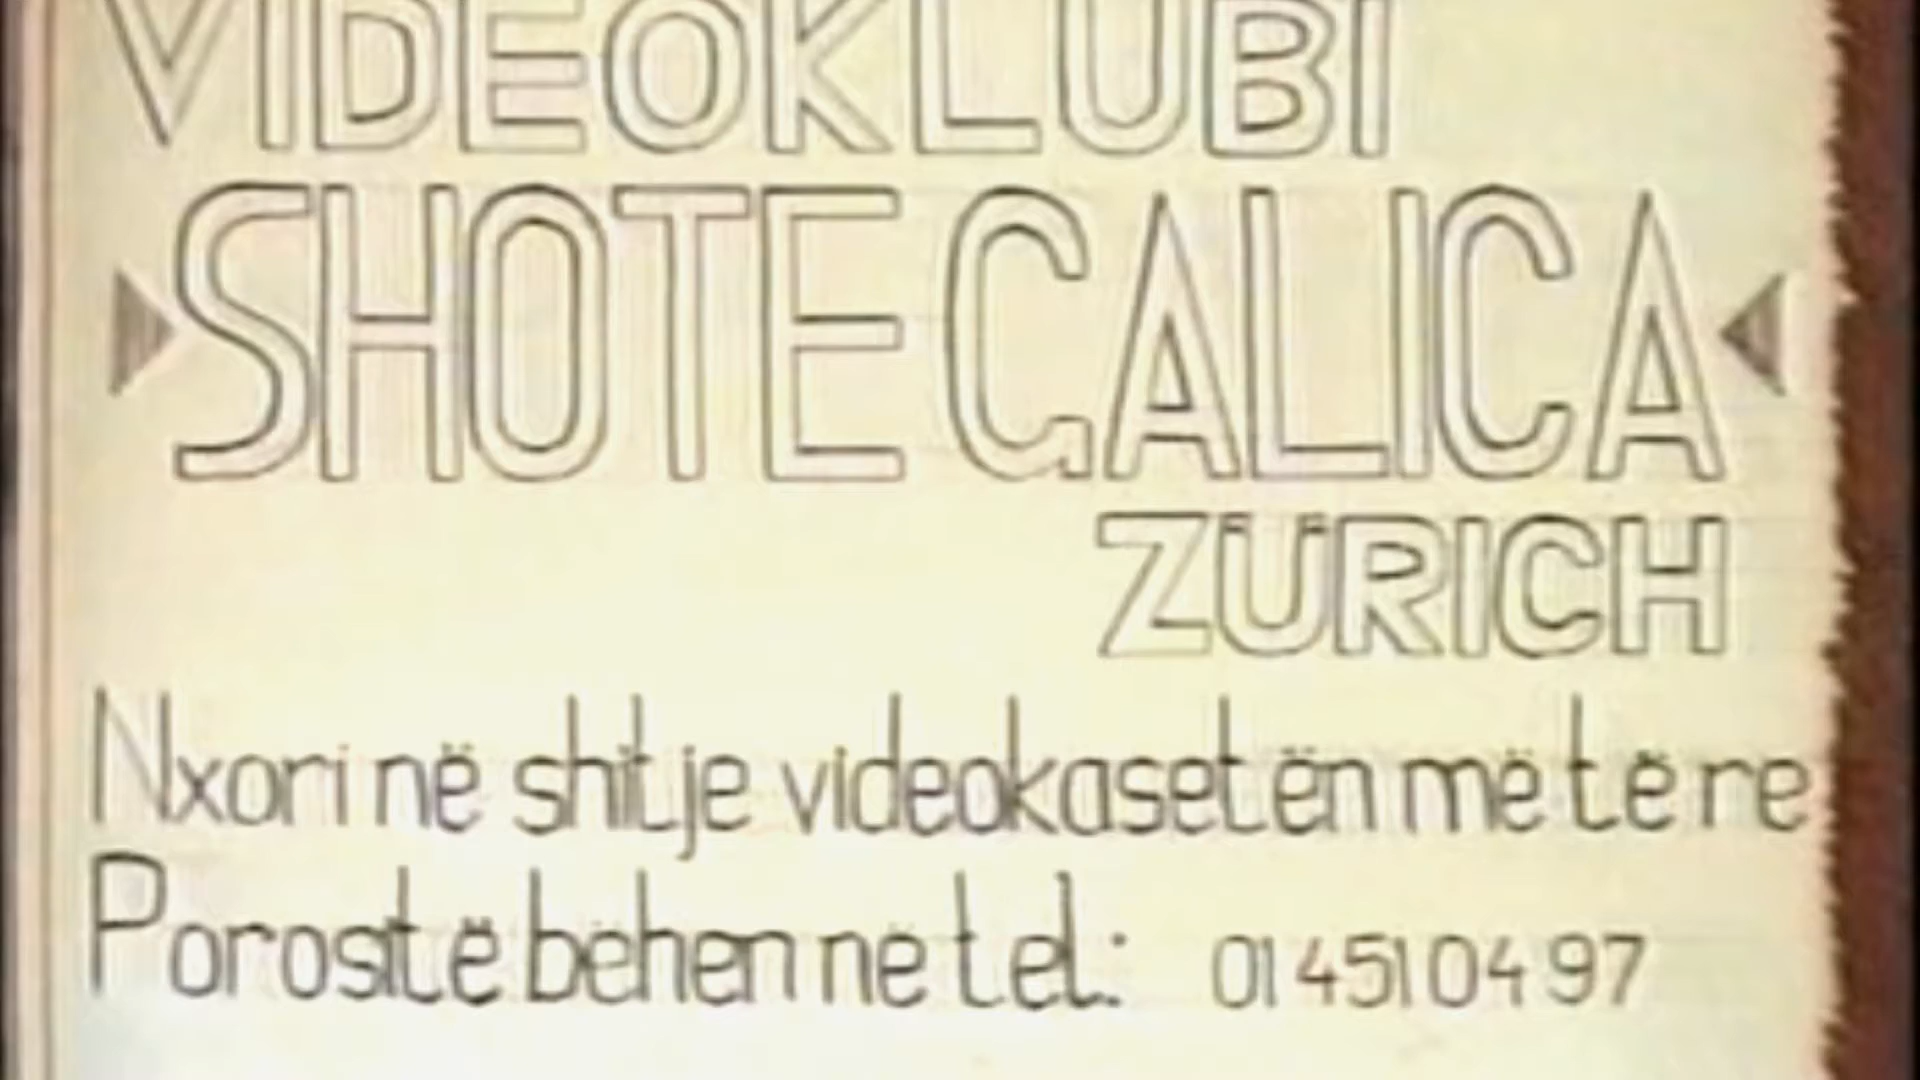 VIDEOKLUBI
SHOTE GALICA
ZÜRICH
Nxori në shitje videokasetën më të re
Porositë bëhen në tel.: 01 451 04 97